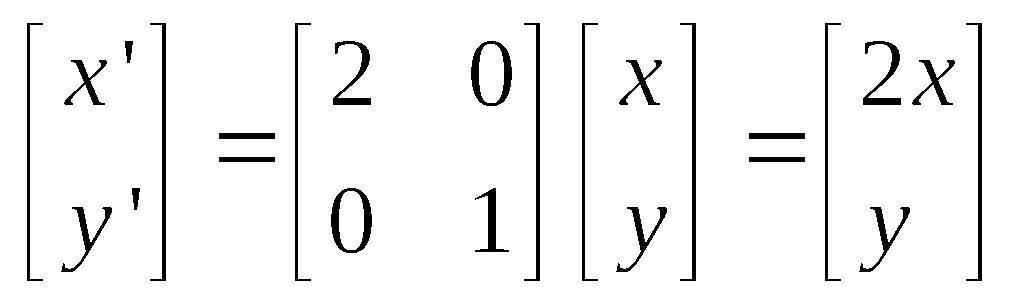 [x'] = [2 0] [x] = [2x]
[y'] [0 1] [y] [y]